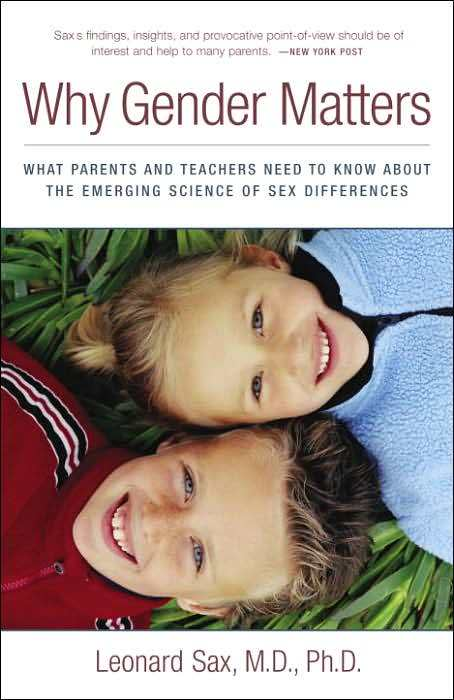 Sax's findings, insights, and provocative point-of-view should be of
interest and help to many parents. —NEW YORK POST
Why Gender Matters
WHAT PARENTS AND TEACHERS NEED TO KNOW ABOUT
THE EMERGING SCIENCE OF SEX DIFFERENCES
Leonard Sax, M.D., Ph.D.